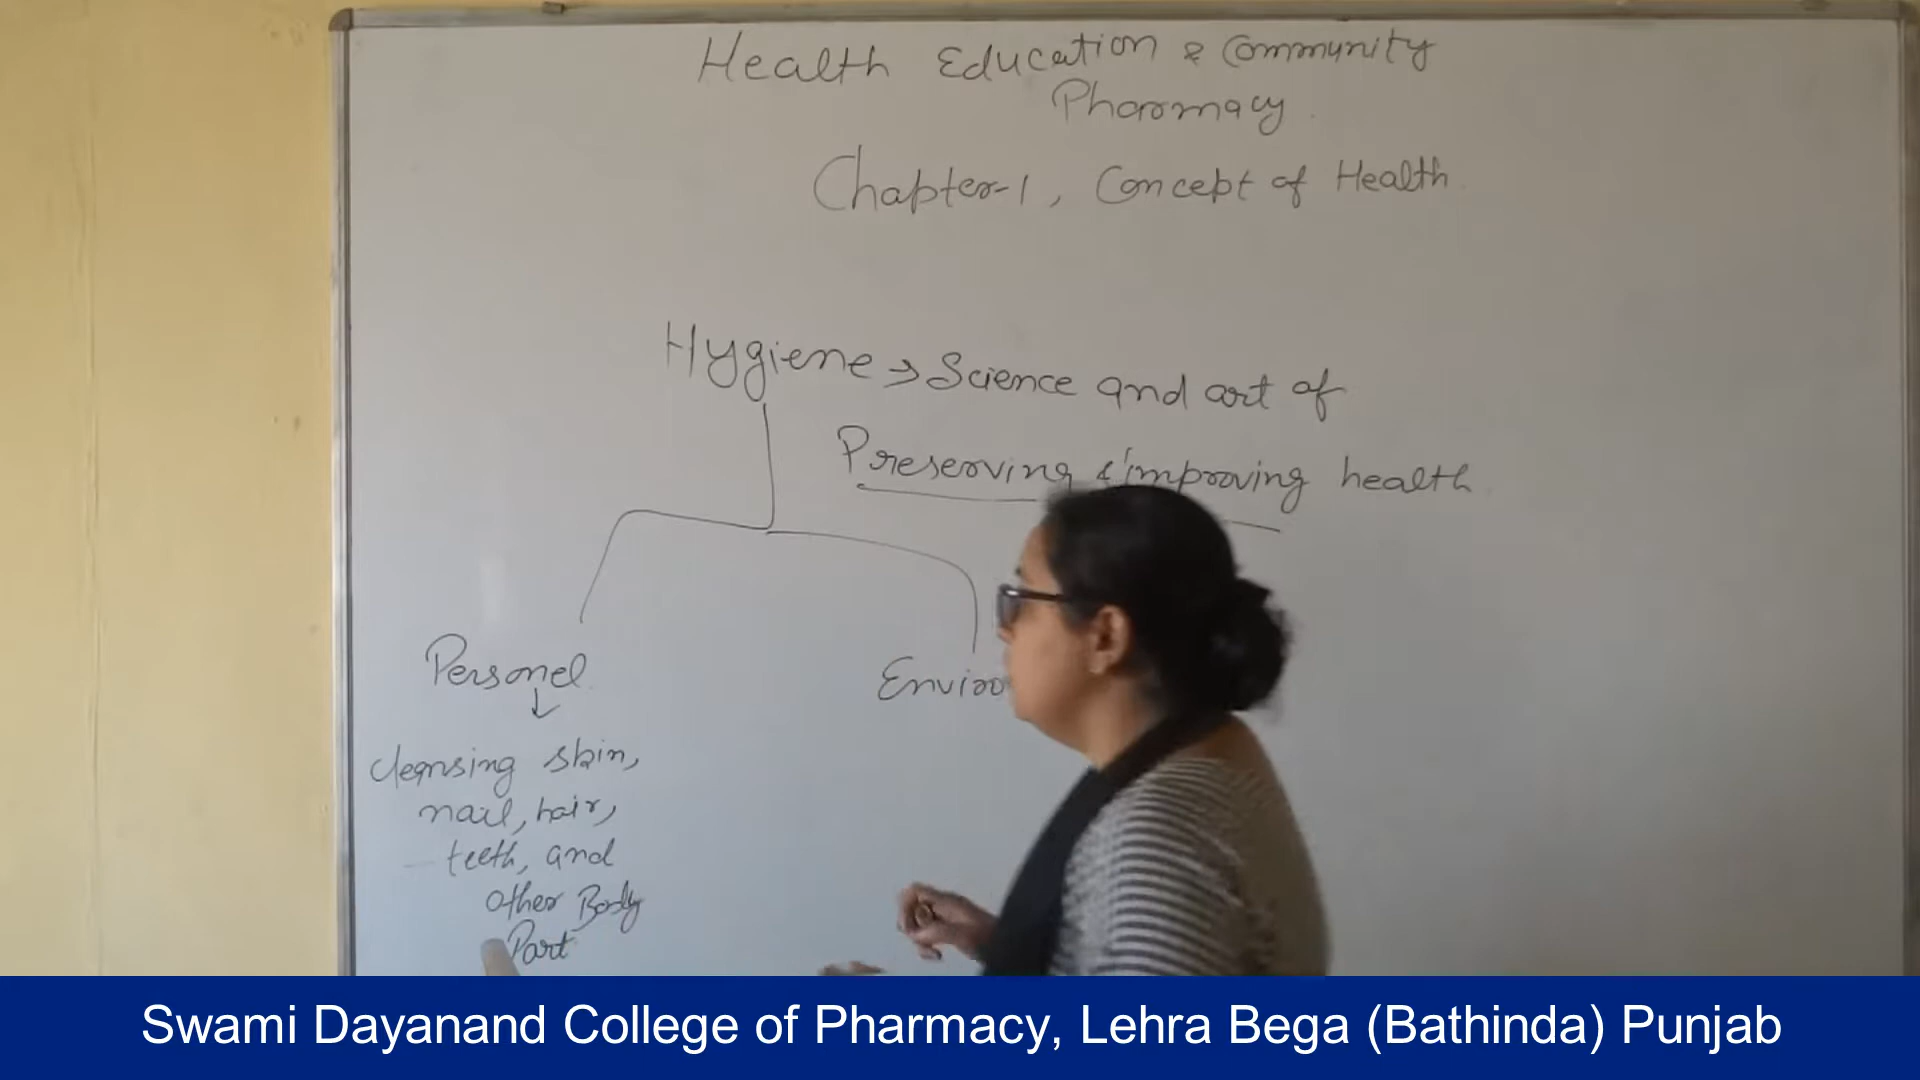 Health Education & Community
Pharmacy
Chapter-1, Concept of Health
Hygiene → Science and art of
Preserving & improving health
Personel
Enviro
↓
cleansing skin,
nail, hair,
teeth, and
other Body
Part
Swami Dayanand College of Pharmacy, Lehra Bega (Bathinda) Punjab